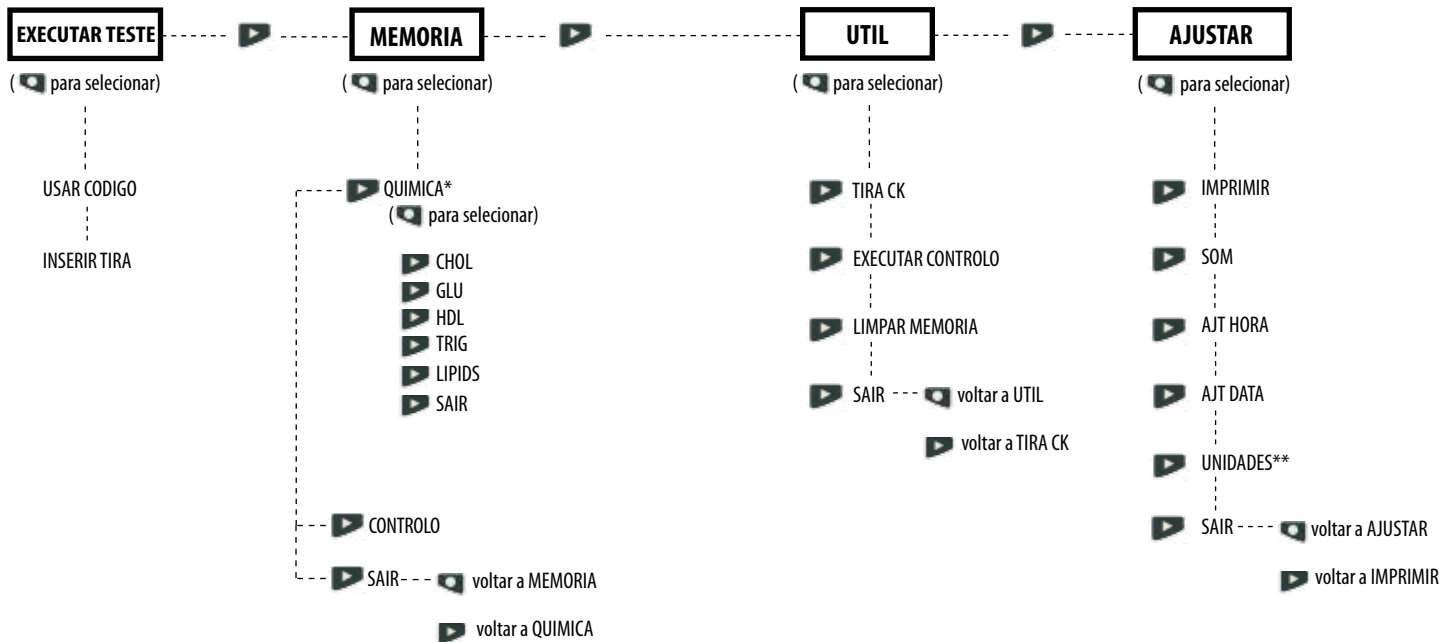 EXECUTAR TESTE
MEMORIA
UTIL
AJUSTAR
( para selecionar)
( para selecionar)
( para selecionar)
( para selecionar)
USAR CODIGO
INSERIR TIRA
QUIMICA*
( para selecionar)
CHOL
GLU
HDL
TRIG
LIPIDS
SAIR
CONTROLO
SAIR
voltar a MEMORIA
voltar a QUIMICA
TIRA CK
EXECUTAR CONTROLO
LIMPAR MEMORIA
SAIR
voltar a UTIL
voltar a TIRA CK
IMPRIMIR
SOM
AJT HORA
AJT DATA
UNIDADES**
SAIR
voltar a AJUSTAR
voltar a IMPRIMIR